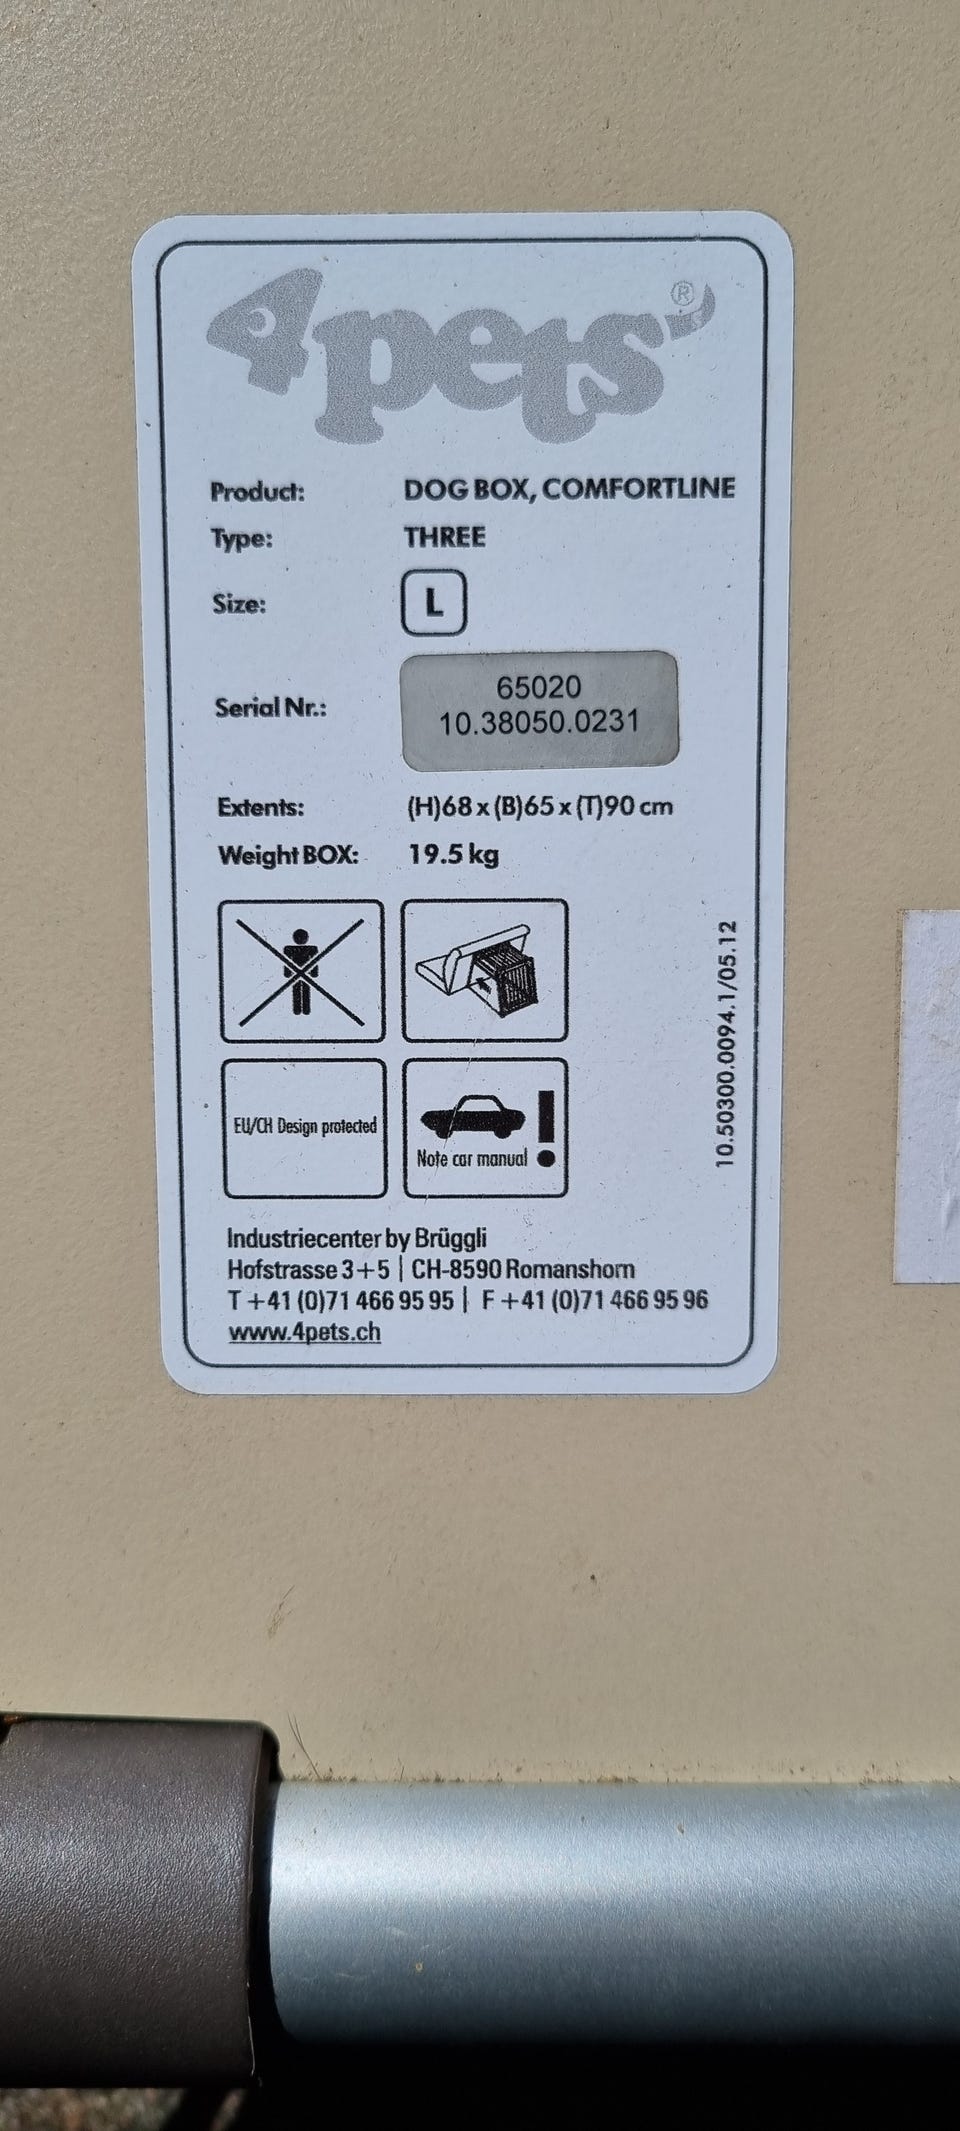 4pets®
Product: DOG BOX, COMFORTLINE
Type: THREE
Size: L
Serial Nr.: 65020
10.38050.0231
Extents: (H)68 x (B)65 x (T)90 cm
Weight BOX: 19.5 kg
EU/CH Design protected
Note car manual !
10.50300.0094.1/05.12
Industriecenter by Brüggli
Hofstrasse 3+5 | CH-8590 Romanshorn
T +41 (0)71 466 95 95 | F +41 (0)71 466 95 96
www.4pets.ch